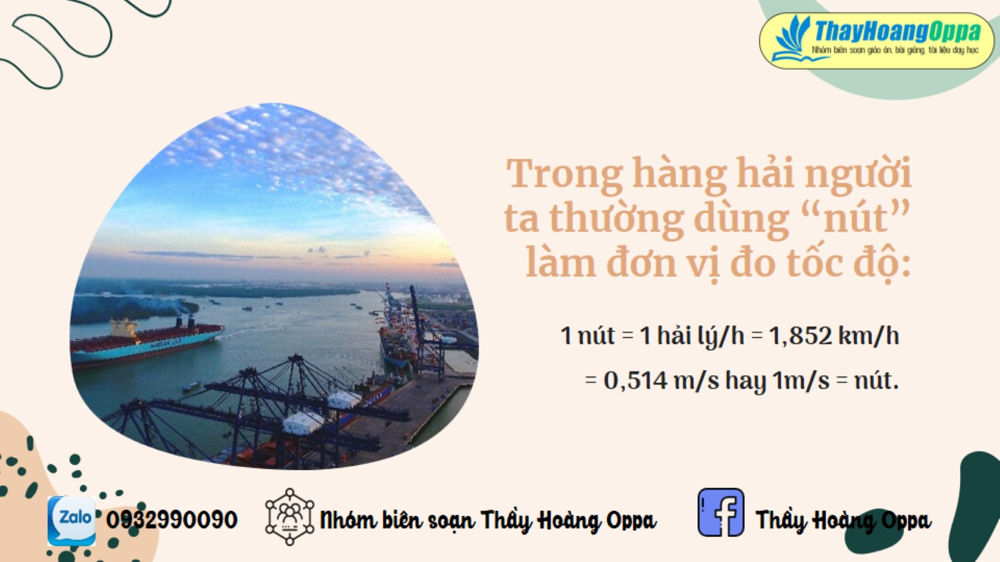 ThayHoangOppa
Nhóm biên soạn giáo án, bài giảng, tài liệu dạy học
Trong hàng hải người
ta thường dùng “nút”
làm đơn vị đo tốc độ:
1 nút = 1 hải lý/h = 1,852 km/h
= 0,514 m/s hay 1m/s = nút.
MAERSK LINE
Zalo 0932990090
Nhóm biên soạn Thầy Hoàng Oppa
Thầy Hoàng Oppa